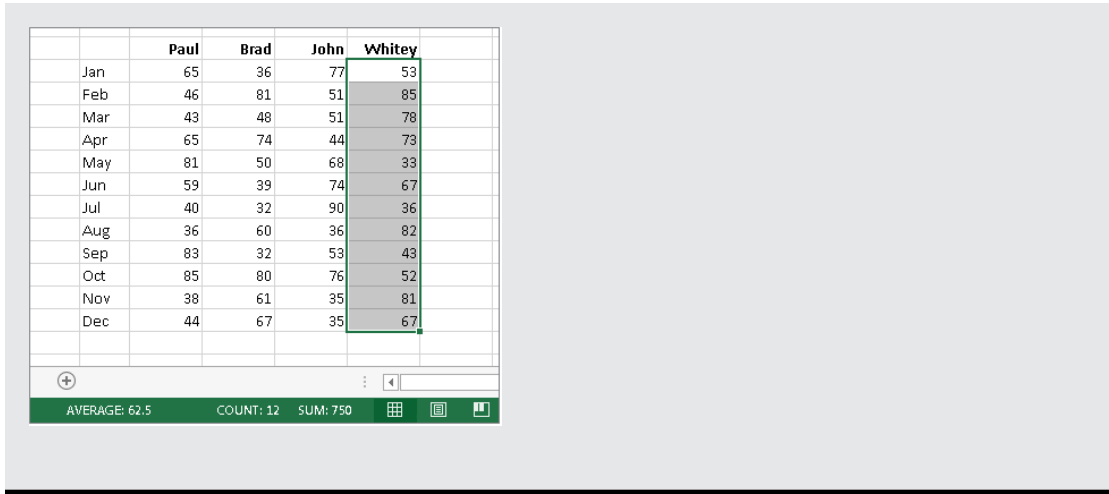 Paul Brad John Whitey
Jan 65 36 77 53
Feb 46 81 51 85
Mar 43 48 51 78
Apr 65 74 44 73
May 81 50 68 33
Jun 59 39 74 67
Jul 40 32 90 36
Aug 36 60 36 82
Sep 83 32 53 43
Oct 85 80 76 52
Nov 38 61 35 81
Dec 44 67 35 67
AVERAGE: 62.5 COUNT: 12 SUM: 750